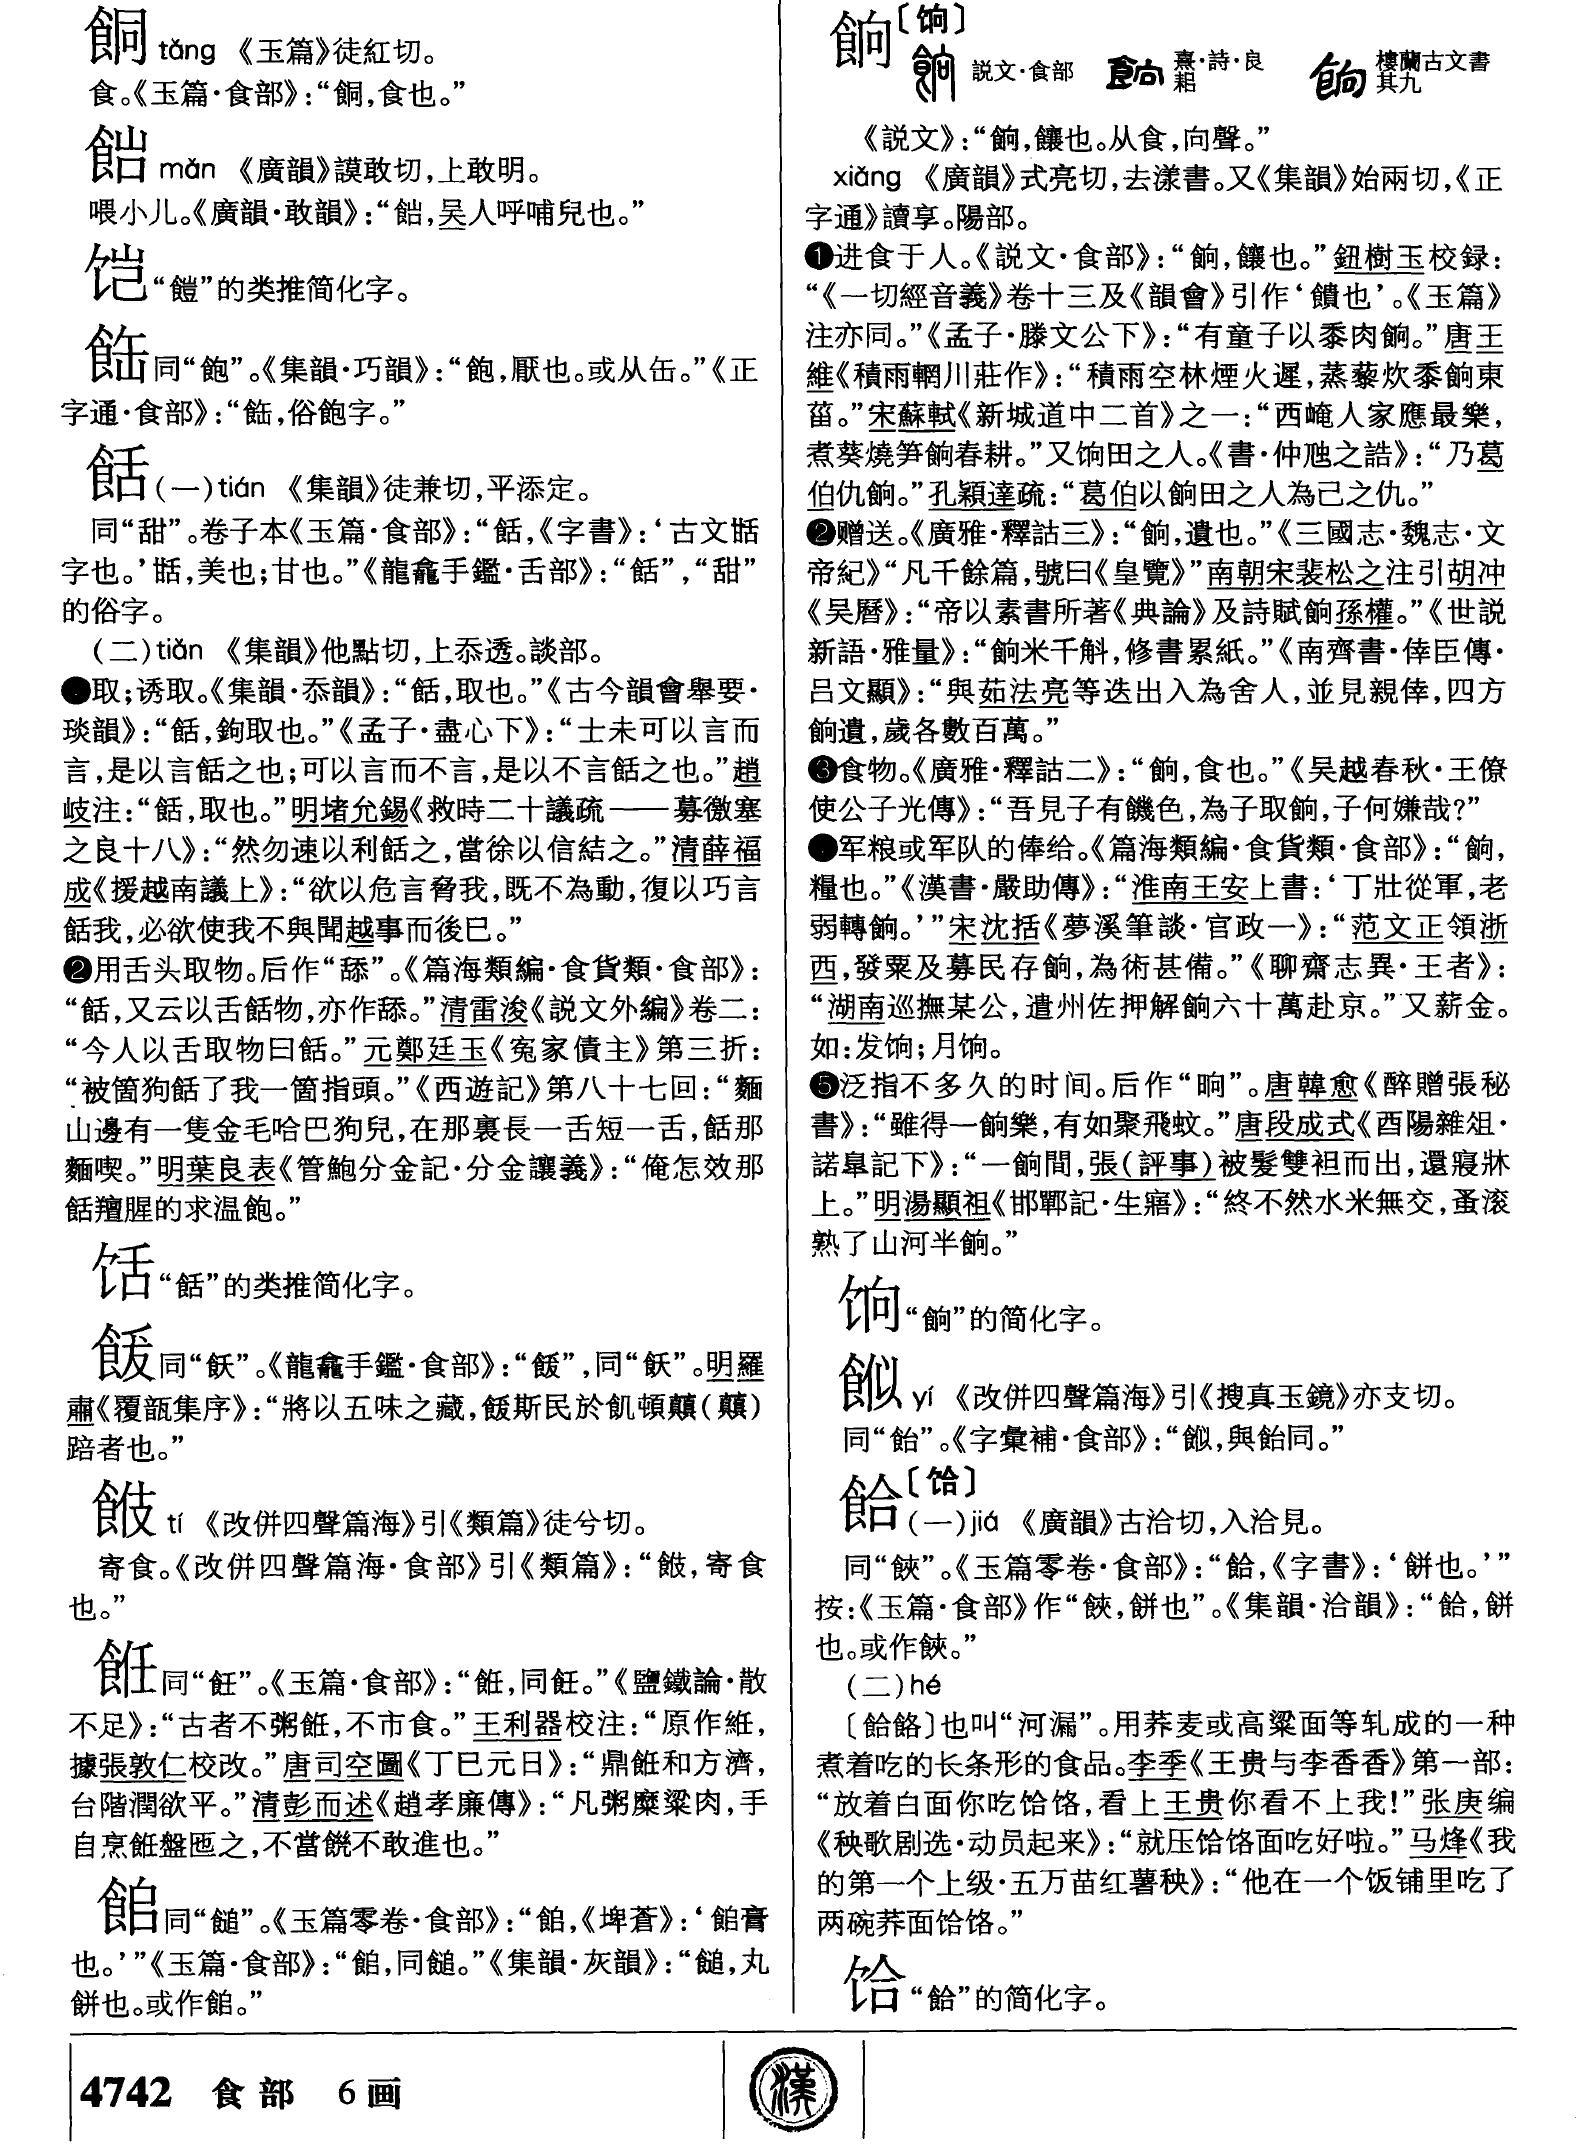 餇 tǒng 《玉篇》徒紅切。
食。《玉篇·食部》：“餇，食也。”
mǎn 《廣韻》謨敢切，上敢明。
喂小儿。《廣韻·敢韻》：“，吴人呼哺兒也。”
“餿”的类推简化字。
同“飽”。《集韻·巧韻》：“飽，厭也。或从缶。”《正
字通·食部》：“䬰，俗飽字。”
餂 (一)tián 《集韻》徒兼切，平添定。
同“甜”。卷子本《玉篇·食部》：“餂，《字書》：‘古文𤯌
字也。’𤯌，美也；甘也。”《龍龕手鑑·舌部》：“餂”，“甜”
的俗字。
(二)tiǎn 《集韻》他點切，上忝透。談部。
❶取；诱取。《集韻·忝韻》：“餂，取也。”《古今韻會舉要·
琰韻》：“餂，鉤取也。”《孟子·盡心下》：“士未可以言而
言，是以言餂之也；可以言而不言，是以不言餂之也。”趙
岐注：“餂，取也。”明堵允錫《救時二十議疏——募徼塞
之良十八》：“然勿速以利餂之，當徐以信結之。”清薛福
成《援越南議上》：“欲以危言脅我，既不為動，復以巧言
餂我，必欲使我不與聞越事而後已。”
❷用舌头取物。后作“舔”。《篇海類編·食貨類·食部》：
“餂，又云以舌餂物，亦作舔。”清雷浚《説文外編》卷二：
“今人以舌取物曰餂。”元鄭廷玉《寃家債主》第三折：
“被箇狗餂了我一箇指頭。”《西遊記》第八十七回：“麵
山邊有一隻金毛哈巴狗兒，在那裏長一舌短一舌，餂那
麵喫。”明葉良表《管鮑分金記·分金讓義》：“俺怎效那
餂羶腥的求温飽。”
“餂”的类推简化字。
同“飫”。《龍龕手鑑·食部》：“”，同“飫”。明羅
肅《覆瓿集序》：“將以五味之藏，斯民於飢頓顛（顛）
踣者也。”
tí 《改併四聲篇海》引《類篇》徒兮切。
寄食。《改併四聲篇海·食部》引《類篇》：“，寄食
也。”
餁 同“飪”。《玉篇·食部》：“餁，同飪。”《鹽鐵論·散
不足》：“古者不粥餁，不市食。”王利器校注：“原作紝，
據張敦仁校改。”唐司空圖《丁巳元日》：“鼎餁和方濟，
台階潤欲平。”清彭而述《趙孝廉傳》：“凡粥糜粱肉，手
自烹餁盤匜之，不當饒不敢進也。”
同“䭔”。《玉篇零卷·食部》：“，《埤蒼》：‘膏
也。’”《玉篇·食部》：“，同䭔。”《集韻·灰韻》：“䭔，丸
餅也。或作。”
餉〔饷〕
説文·食部 熹·詩·良耜 樓蘭古文書其九
《説文》：“餉，饟也。从食，向聲。”
xiǎng 《廣韻》式亮切，去漾書。又《集韻》始兩切，《正
字通》讀享。陽部。
❶进食于人。《説文·食部》：“餉，饟也。”鈕樹玉校録：
“《一切經音義》卷十三及《韻會》引作‘饋也’。《玉篇》
注亦同。”《孟子·滕文公下》：“有童子以黍肉餉。”唐王
維《積雨輞川莊作》：“積雨空林煙火遲，蒸藜炊黍餉東
菑。”宋蘇軾《新城道中二首》之一：“西崦人家應最樂，
煮葵燒笋餉春耕。”又饷田之人。《書·仲虺之誥》：“乃葛
伯仇餉。”孔穎達疏：“葛伯以餉田之人為己之仇。”
❷赠送。《廣雅·釋詁三》：“餉，遺也。”《三國志·魏志·文
帝紀》“凡千餘篇，號曰《皇覽》”南朝宋裴松之注引胡冲
《吴曆》：“帝以素書所著《典論》及詩賦餉孫權。”《世説
新語·雅量》：“餉米千斛，修書累紙。”《南齊書·倖臣傳·
吕文顯》：“與茹法亮等迭出入為舍人，並見親倖，四方
餉遺，歲各數百萬。”
❸食物。《廣雅·釋詁二》：“餉，食也。”《吴越春秋·王僚
使公子光傳》：“吾見子有饑色，為子取餉，子何嫌哉？”
❹军粮或军队的俸给。《篇海類編·食貨類·食部》：“餉，
糧也。”《漢書·嚴助傳》：“淮南王安上書：‘丁壯從軍，老
弱轉餉。’”宋沈括《夢溪筆談·官政一》：“范文正領浙
西，發粟及募民存餉，為術甚備。”《聊齋志異·王者》：
“湖南巡撫某公，遣州佐押解餉六十萬赴京。”又薪金。
如：发饷；月饷。
❺泛指不多久的时间。后作“晌”。唐韓愈《醉贈張秘
書》：“雖得一餉樂，有如聚飛蚊。”唐段成式《酉陽雜俎·
諾皋記下》：“一餉間，張（評事）被髮雙袒而出，還寢牀
上。”明湯顯祖《邯鄲記·生寤》：“終不然水米無交，蚤滚
熟了山河半餉。”
饷 “餉”的简化字。
yí 《改併四聲篇海》引《搜真玉鏡》亦支切。
同“飴”。《字彙補·食部》：“，與飴同。”
餄〔饸〕
(一)jiá 《廣韻》古洽切，入洽見。
同“餗”。《玉篇零卷·食部》：“餄，《字書》：‘餅也。’”
按：《玉篇·食部》作“䬹，餅也”。《集韻·洽韻》：“餄，餅
也。或作䬹。”
(二)hé
〔餄餎〕也叫“河漏”。用荞麦或高粱面等轧成的一种
煮着吃的长条形的食品。李季《王贵与李香香》第一部：
“放着白面你吃饸饹，看上王贵你看不上我！”张庚编
《秧歌剧选·动员起来》：“就压饸饹面吃好啦。”马烽《我
的第一个上级·五万苗红薯秧》：“他在一个饭铺里吃了
两碗荞面饸饹。”
饸 “餄”的简化字。
4742 食部 6画
漢